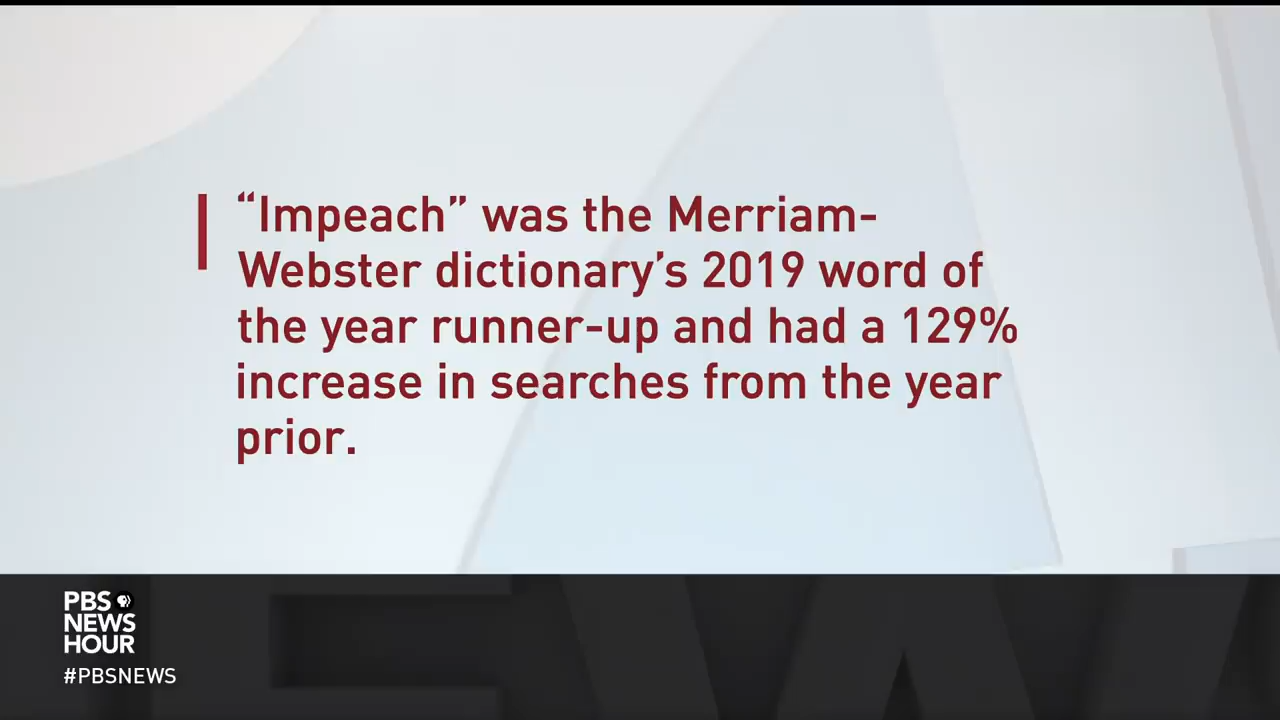 “Impeach” was the Merriam-
Webster dictionary’s 2019 word of
the year runner-up and had a 129%
increase in searches from the year
prior.
PBS
NEWS
HOUR
#PBSNEWS